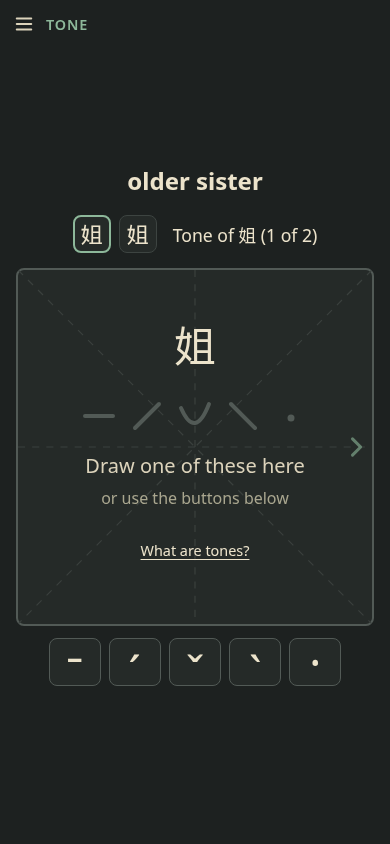 TONE
older sister
姐 姐 Tone of 姐 (1 of 2)
姐
Draw one of these here
or use the buttons below
What are tones?
ˉ ˊ ˇ ˋ ·